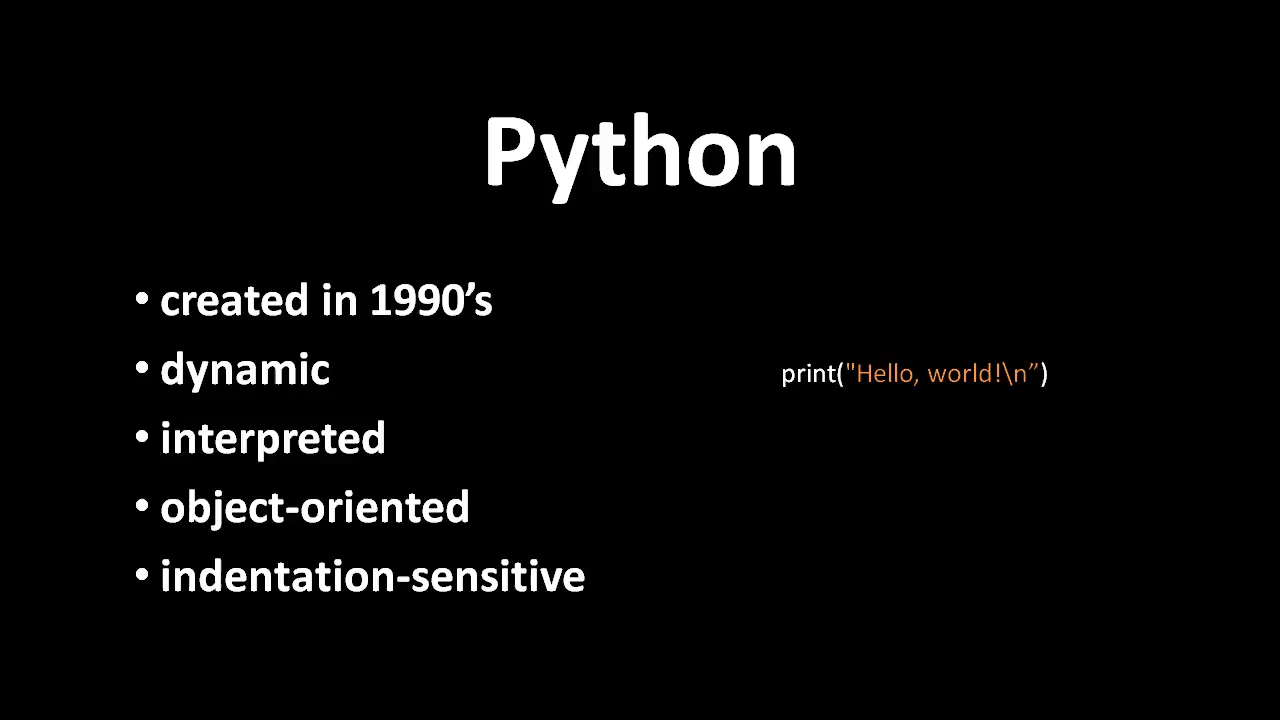 Python
• created in 1990’s
• dynamic
print("Hello, world!\n”)
• interpreted
• object-oriented
• indentation-sensitive